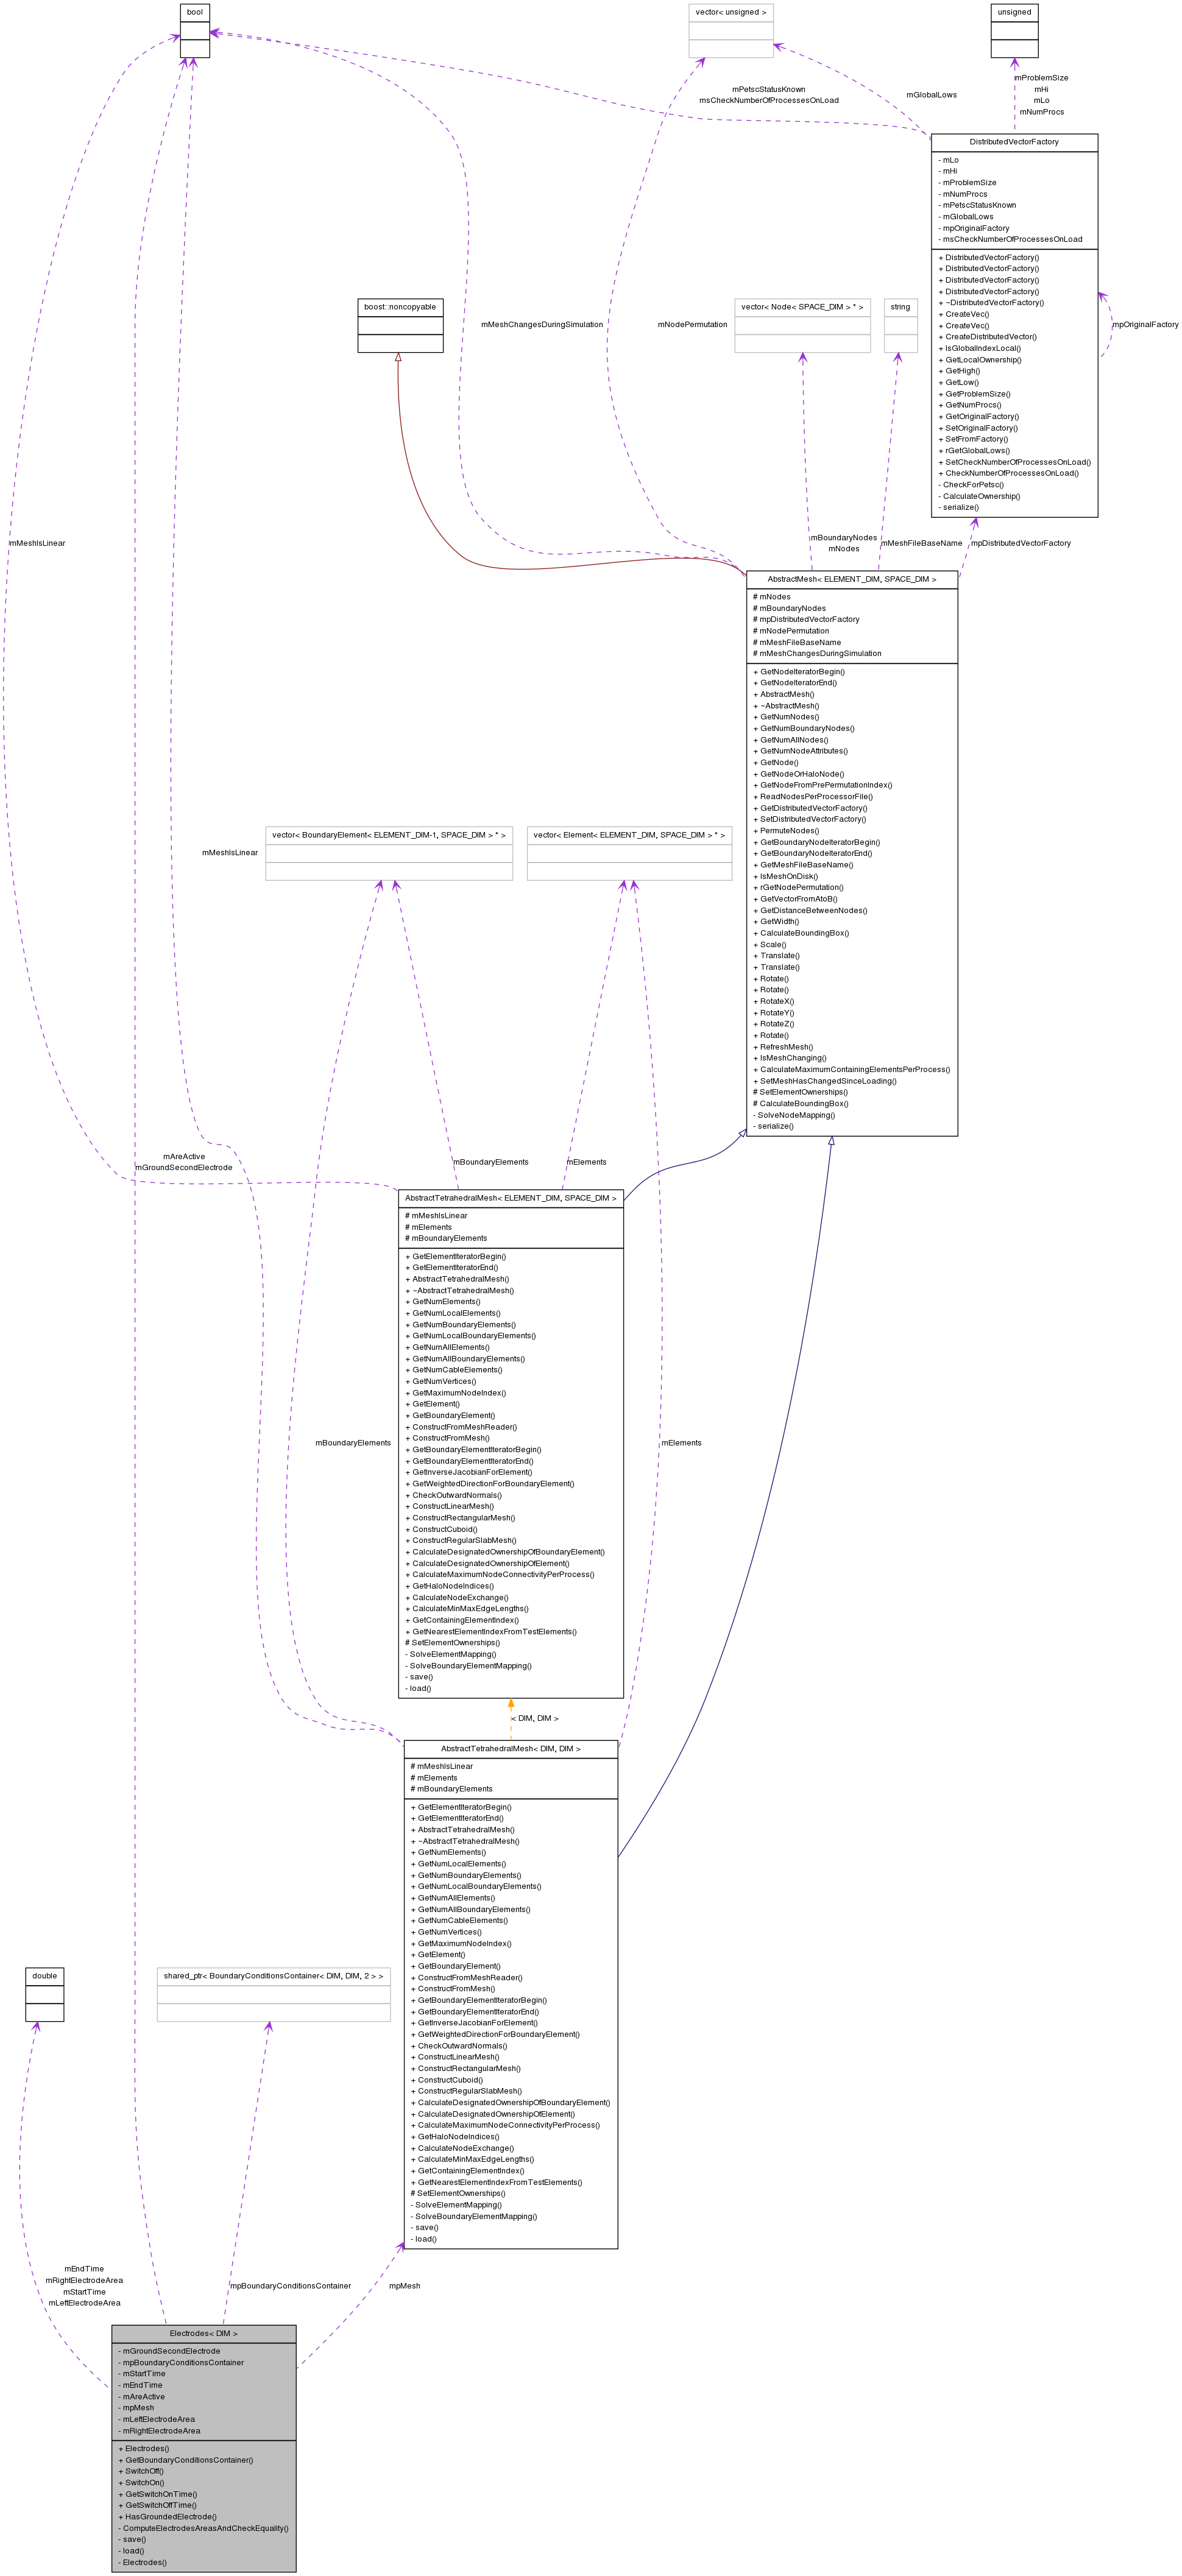 bool
vector< unsigned >
unsigned
mPetscStatusKnown
msCheckNumberOfProcessesOnLoad
mGlobalLows
mProblemSize
mHi
mLo
mNumProcs
DistributedVectorFactory
- mLo
- mHi
- mProblemSize
- mNumProcs
- mPetscStatusKnown
- mGlobalLows
- mpOriginalFactory
- msCheckNumberOfProcessesOnLoad
+ DistributedVectorFactory()
+ DistributedVectorFactory()
+ DistributedVectorFactory()
+ DistributedVectorFactory()
+ ~DistributedVectorFactory()
+ CreateVec()
+ CreateVec()
+ CreateDistributedVector()
+ IsGlobalIndexLocal()
+ GetLocalOwnership()
+ GetHigh()
+ GetLow()
+ GetProblemSize()
+ GetNumProcs()
+ GetOriginalFactory()
+ SetOriginalFactory()
+ SetFromFactory()
+ rGetGlobalLows()
+ SetCheckNumberOfProcessesOnLoad()
+ CheckNumberOfProcessesOnLoad()
- CheckForPetsc()
- CalculateOwnership()
- serialize()
mpOriginalFactory
boost::noncopyable
mMeshChangesDuringSimulation
mNodePermutation
vector< Node< SPACE_DIM > * >
string
mMeshIsLinear
mBoundaryNodes
mNodes
mMeshFileBaseName
mpDistributedVectorFactory
AbstractMesh< ELEMENT_DIM, SPACE_DIM >
# mNodes
# mBoundaryNodes
# mpDistributedVectorFactory
# mNodePermutation
# mMeshFileBaseName
# mMeshChangesDuringSimulation
+ GetNodeIteratorBegin()
+ GetNodeIteratorEnd()
+ AbstractMesh()
+ ~AbstractMesh()
+ GetNumNodes()
+ GetNumBoundaryNodes()
+ GetNumAllNodes()
+ GetNumNodeAttributes()
+ GetNode()
+ GetNodeOrHaloNode()
+ GetNodeFromPrePermutationIndex()
+ ReadNodesPerProcessorFile()
+ GetDistributedVectorFactory()
+ SetDistributedVectorFactory()
+ PermuteNodes()
+ GetBoundaryNodeIteratorBegin()
+ GetBoundaryNodeIteratorEnd()
+ GetMeshFileBaseName()
+ IsMeshOnDisk()
+ rGetNodePermutation()
+ GetVectorFromAtoB()
+ GetDistanceBetweenNodes()
+ GetWidth()
+ CalculateBoundingBox()
+ Scale()
+ Translate()
+ Translate()
+ Rotate()
+ Rotate()
+ RotateX()
+ RotateY()
+ RotateZ()
+ Rotate()
+ RefreshMesh()
+ IsMeshChanging()
+ CalculateMaximumContainingElementsPerProcess()
+ SetMeshHasChangedSinceLoading()
# SetElementOwnerships()
# CalculateBoundingBox()
- SolveNodeMapping()
- serialize()
mMeshIsLinear
vector< BoundaryElement< ELEMENT_DIM-1, SPACE_DIM > * >
vector< Element< ELEMENT_DIM, SPACE_DIM > * >
mAreActive
mGroundSecondElectrode
mBoundaryElements
mElements
AbstractTetrahedralMesh< ELEMENT_DIM, SPACE_DIM >
# mMeshIsLinear
# mElements
# mBoundaryElements
+ GetElementIteratorBegin()
+ GetElementIteratorEnd()
+ AbstractTetrahedralMesh()
+ ~AbstractTetrahedralMesh()
+ GetNumElements()
+ GetNumLocalElements()
+ GetNumBoundaryElements()
+ GetNumLocalBoundaryElements()
+ GetNumAllElements()
+ GetNumAllBoundaryElements()
+ GetNumCableElements()
+ GetNumVertices()
+ GetMaximumNodeIndex()
+ GetElement()
+ GetBoundaryElement()
+ ConstructFromMeshReader()
+ ConstructFromMesh()
+ GetBoundaryElementIteratorBegin()
+ GetBoundaryElementIteratorEnd()
+ GetInverseJacobianForElement()
+ GetWeightedDirectionForBoundaryElement()
+ CheckOutwardNormals()
+ ConstructLinearMesh()
+ ConstructRectangularMesh()
+ ConstructCuboid()
+ ConstructRegularSlabMesh()
+ CalculateDesignatedOwnershipOfBoundaryElement()
+ CalculateDesignatedOwnershipOfElement()
+ CalculateMaximumNodeConnectivityPerProcess()
+ GetHaloNodeIndices()
+ CalculateNodeExchange()
+ CalculateMinMaxEdgeLengths()
+ GetContainingElementIndex()
+ GetNearestElementIndexFromTestElements()
# SetElementOwnerships()
- SolveElementMapping()
- SolveBoundaryElementMapping()
- save()
- load()
mBoundaryElements
mElements
< DIM, DIM >
AbstractTetrahedralMesh< DIM, DIM >
# mMeshIsLinear
# mElements
# mBoundaryElements
+ GetElementIteratorBegin()
+ GetElementIteratorEnd()
+ AbstractTetrahedralMesh()
+ ~AbstractTetrahedralMesh()
+ GetNumElements()
+ GetNumLocalElements()
+ GetNumBoundaryElements()
+ GetNumLocalBoundaryElements()
+ GetNumAllElements()
+ GetNumAllBoundaryElements()
+ GetNumCableElements()
+ GetNumVertices()
+ GetMaximumNodeIndex()
+ GetElement()
+ GetBoundaryElement()
+ ConstructFromMeshReader()
+ ConstructFromMesh()
+ GetBoundaryElementIteratorBegin()
+ GetBoundaryElementIteratorEnd()
+ GetInverseJacobianForElement()
+ GetWeightedDirectionForBoundaryElement()
+ CheckOutwardNormals()
+ ConstructLinearMesh()
+ ConstructRectangularMesh()
+ ConstructCuboid()
+ ConstructRegularSlabMesh()
+ CalculateDesignatedOwnershipOfBoundaryElement()
+ CalculateDesignatedOwnershipOfElement()
+ CalculateMaximumNodeConnectivityPerProcess()
+ GetHaloNodeIndices()
+ CalculateNodeExchange()
+ CalculateMinMaxEdgeLengths()
+ GetContainingElementIndex()
+ GetNearestElementIndexFromTestElements()
# SetElementOwnerships()
- SolveElementMapping()
- SolveBoundaryElementMapping()
- save()
- load()
double
shared_ptr< BoundaryConditionsContainer< DIM, DIM, 2 > >
mEndTime
mRightElectrodeArea
mStartTime
mLeftElectrodeArea
mpBoundaryConditionsContainer
mpMesh
Electrodes< DIM >
- mGroundSecondElectrode
- mpBoundaryConditionsContainer
- mStartTime
- mEndTime
- mAreActive
- mpMesh
- mLeftElectrodeArea
- mRightElectrodeArea
+ Electrodes()
+ GetBoundaryConditionsContainer()
+ SwitchOff()
+ SwitchOn()
+ GetSwitchOnTime()
+ GetSwitchOffTime()
+ HasGroundedElectrode()
- ComputeElectrodesAreasAndCheckEquality()
- save()
- load()
- Electrodes()